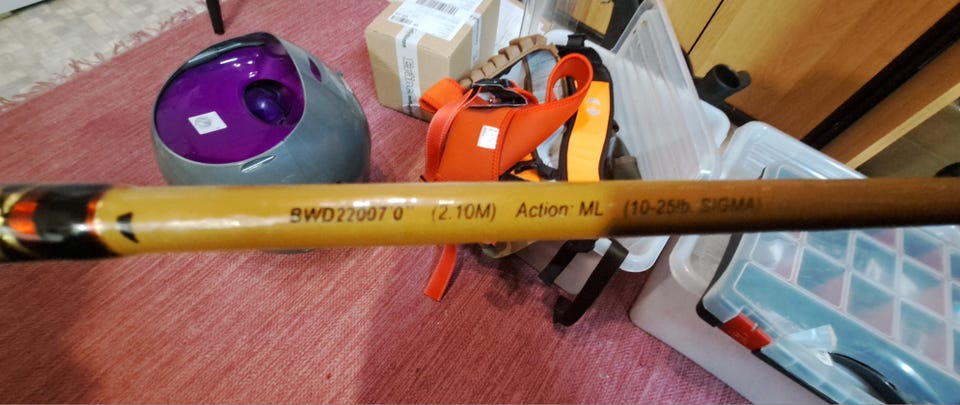 BWD22007'0" (2.10M) Action: ML (10-25lb. SIGMA)